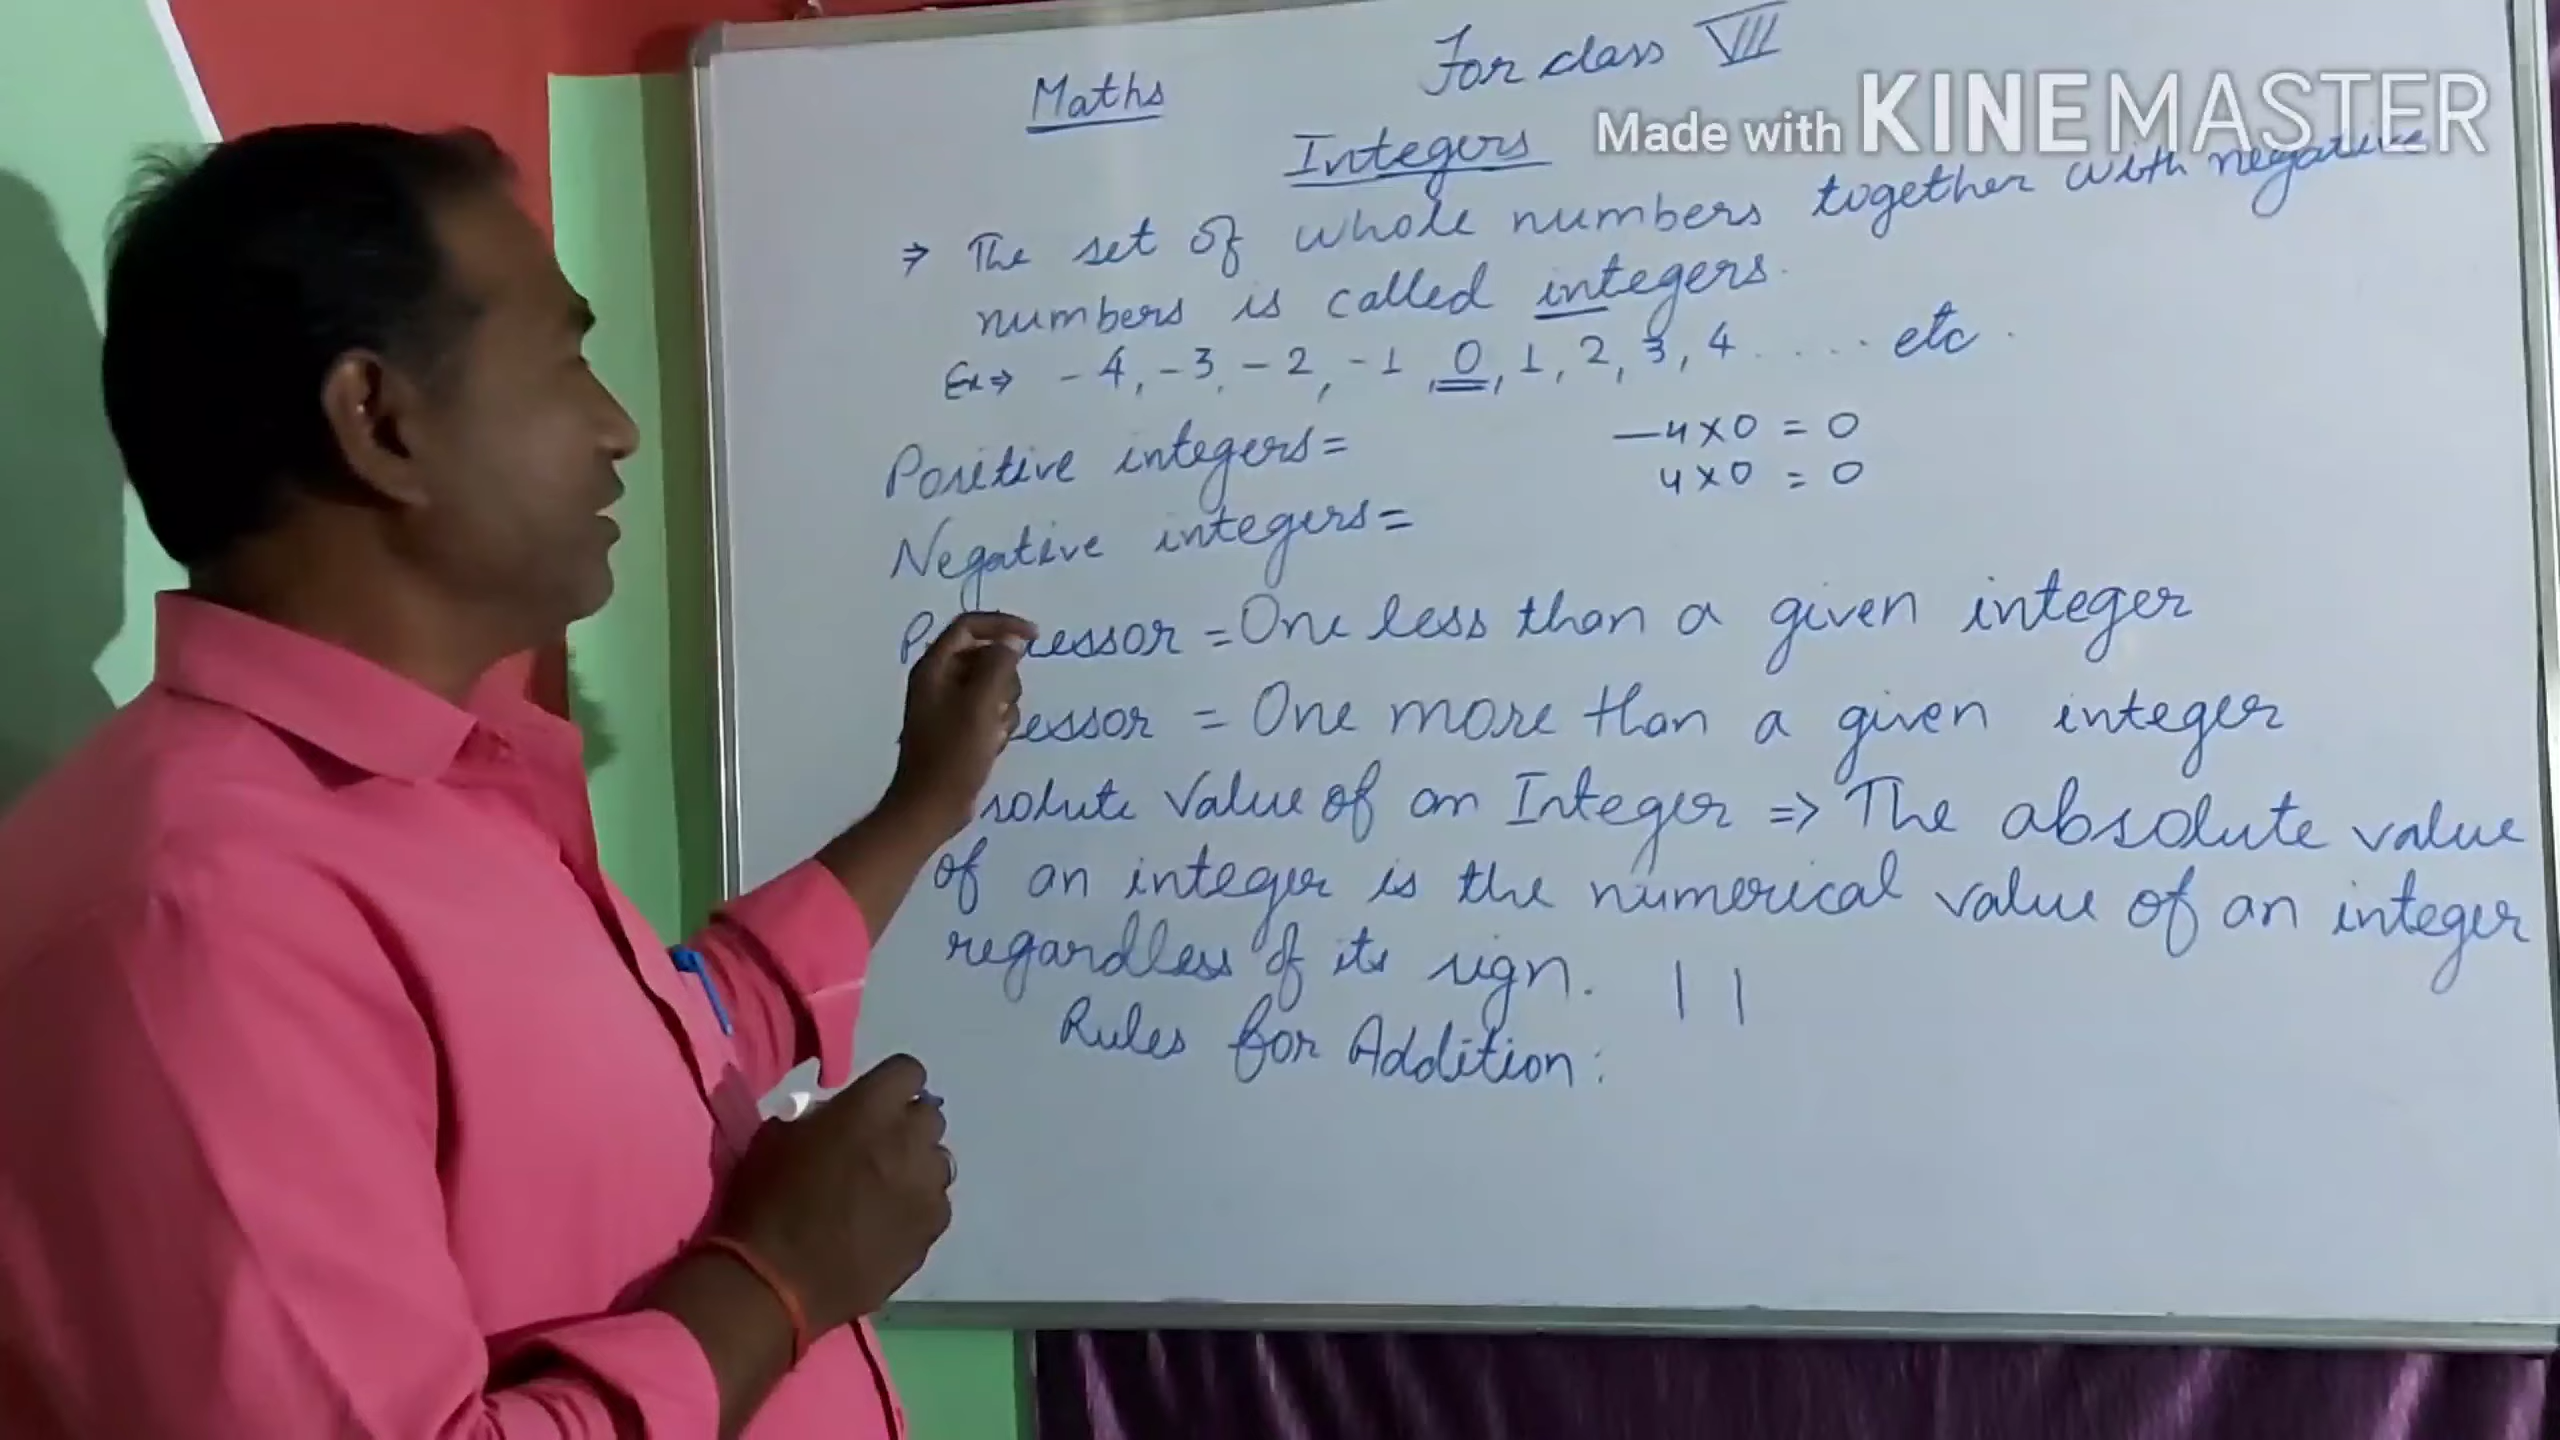 Maths
For class VII
Made with KINEMASTER
Integers
⇒ The set of whole numbers together with negative
numbers is called integers.
Ex ⇒ -4, -3, -2, -1, 0, 1, 2, 3, 4 ..... etc.
Positive integers=
-4×0 = 0
4×0 = 0
Negative integers=
= One less than a given integer
= One more than a given integer
Value of an Integer ⇒ The absolute value
of an integer is the numerical value of an integer
regardless of its sign. | |
Rules for Addition: